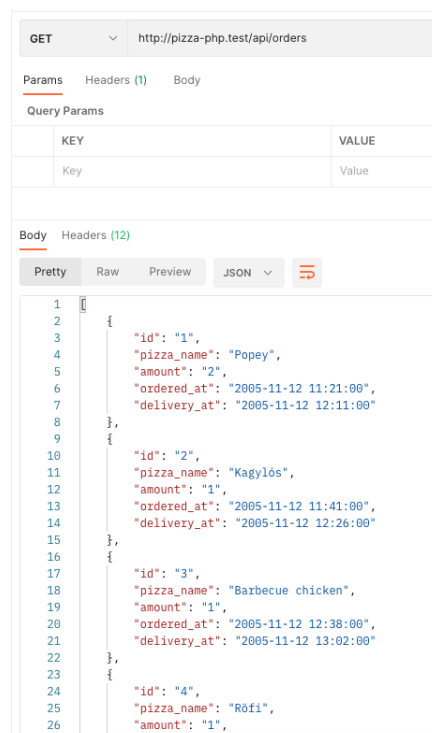 GET http://pizza-php.test/api/orders
Params Headers (1) Body
Query Params
KEY VALUE
Key Value
Body Headers (12)
Pretty Raw Preview JSON
1 [
2 {
3 "id": "1",
4 "pizza_name": "Popey",
5 "amount": "2",
6 "ordered_at": "2005-11-12 11:21:00",
7 "delivery_at": "2005-11-12 12:11:00"
8 },
9 {
10 "id": "2",
11 "pizza_name": "Kagylós",
12 "amount": "1",
13 "ordered_at": "2005-11-12 11:41:00",
14 "delivery_at": "2005-11-12 12:26:00"
15 },
16 {
17 "id": "3",
18 "pizza_name": "Barbecue chicken",
19 "amount": "1",
20 "ordered_at": "2005-11-12 12:38:00",
21 "delivery_at": "2005-11-12 13:02:00"
22 },
23 {
24 "id": "4",
25 "pizza_name": "Röfi",
26 "amount": "1",